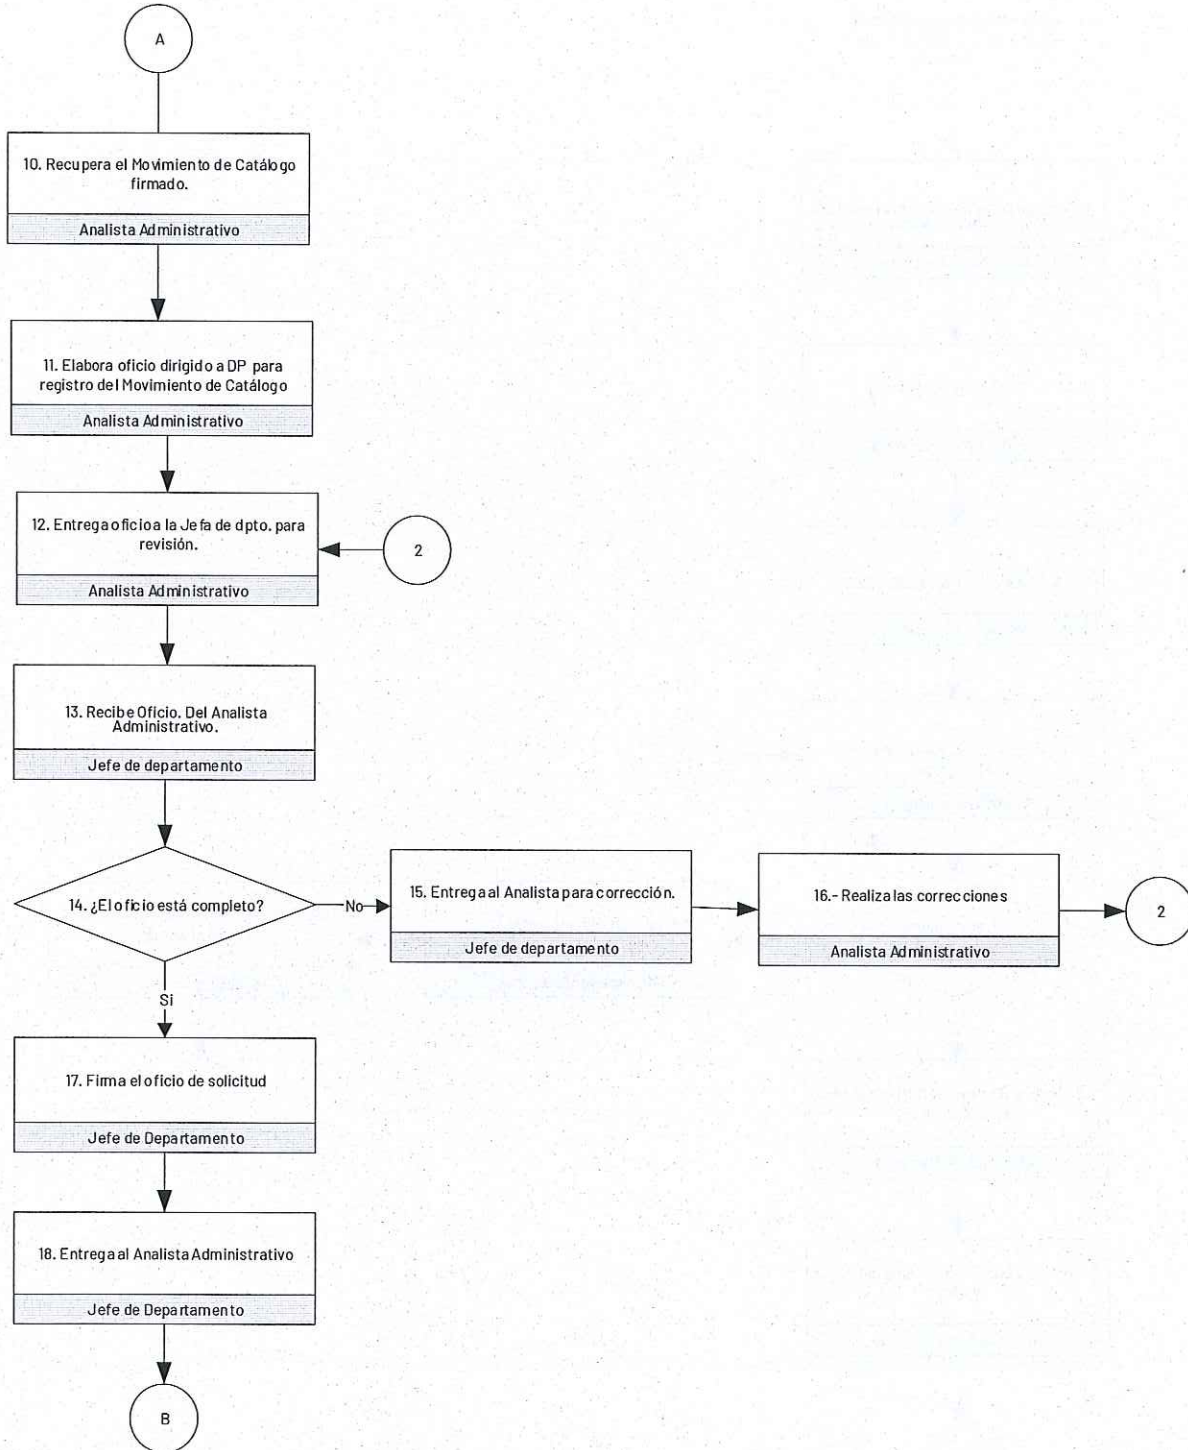 A
10. Recupera el Movimiento de Catálogo
firmado.
Analista Administrativo
11. Elabora oficio dirigido a DP para
registro del Movimiento de Catálogo
Analista Administrativo
12. Entrega oficio a la Jefa de dpto. para
revisión.
Analista Administrativo
2
13. Recibe Oficio. Del Analista
Administrativo.
Jefe de departamento
14. ¿El oficio está completo?
No
15. Entrega al Analista para corrección.
Jefe de departamento
16.- Realiza las correcciones
Analista Administrativo
2
Si
17. Firma el oficio de solicitud
Jefe de Departamento
18. Entrega al Analista Administrativo
Jefe de Departamento
B